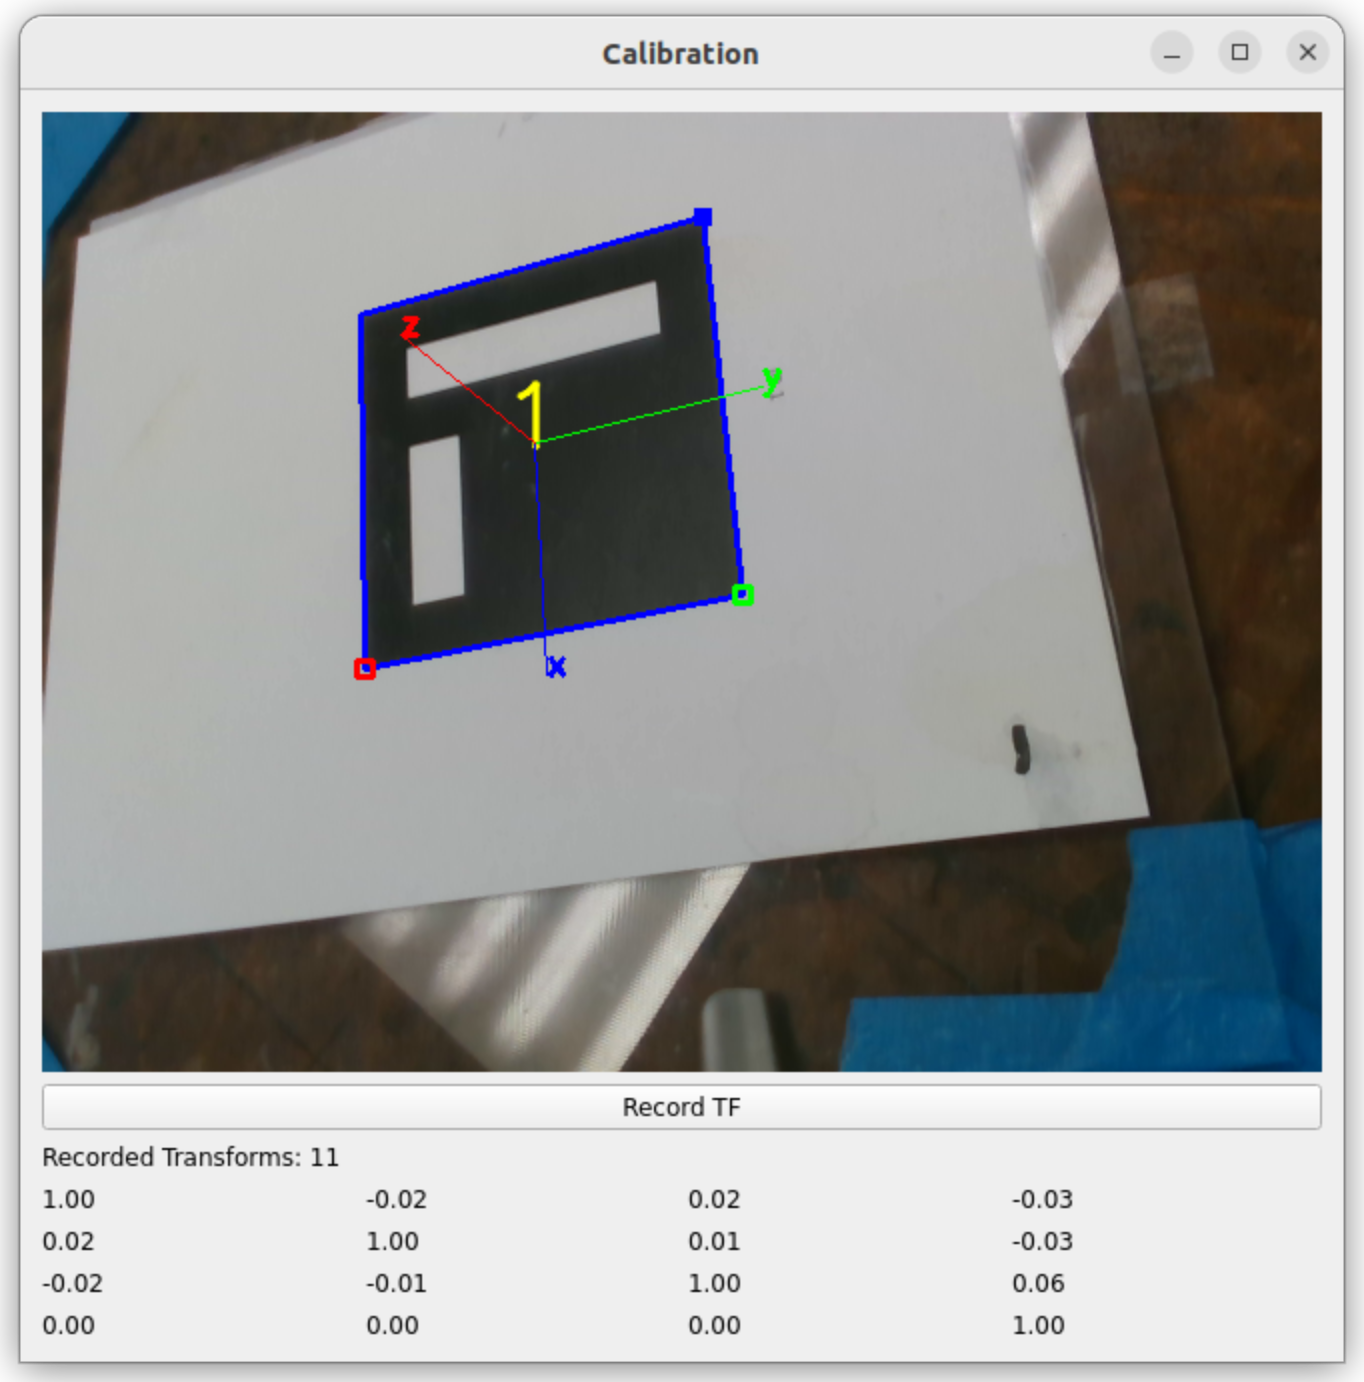 Calibration
z
1
y
x
Record TF
Recorded Transforms: 11
1.00 -0.02 0.02 -0.03
0.02 1.00 0.01 -0.03
-0.02 -0.01 1.00 0.06
0.00 0.00 0.00 1.00